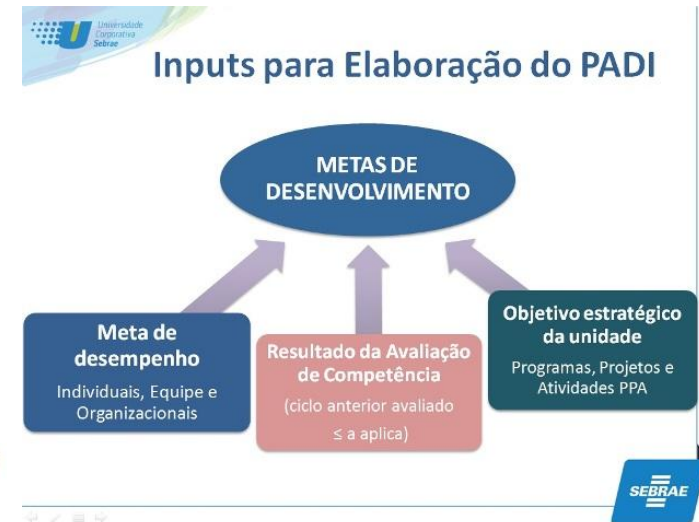 Universidade
Corporativa
Sebrae
Inputs para Elaboração do PADI
METAS DE
DESENVOLVIMENTO
Meta de
desempenho
Individuais, Equipe e
Organizacionais
Resultado da Avaliação
de Competência
(ciclo anterior avaliado
≤ a aplica)
Objetivo estratégico
da unidade
Programas, Projetos e
Atividades PPA
SEBRAE